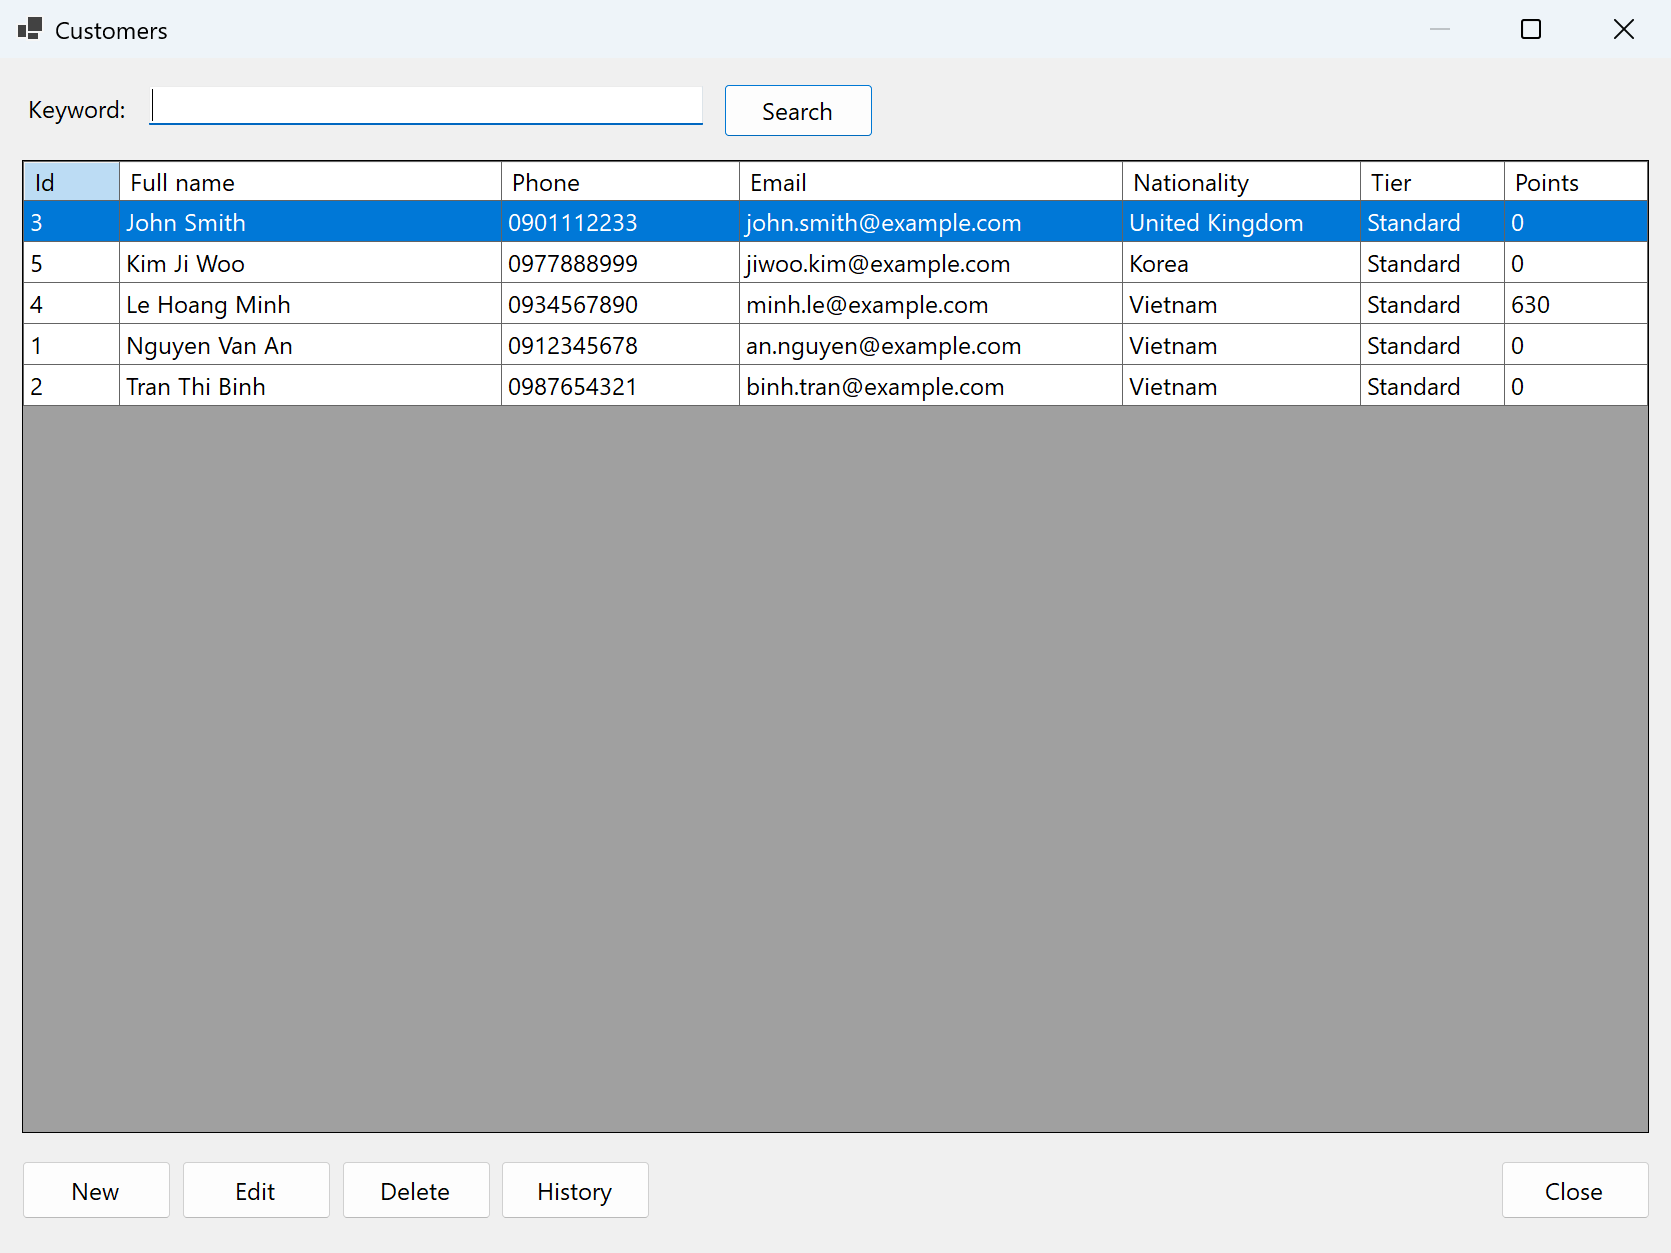 Customers
Keyword: Search
Id Full name Phone Email Nationality Tier Points
3 John Smith 0901112233 john.smith@example.com United Kingdom Standard 0
5 Kim Ji Woo 0977888999 jiwoo.kim@example.com Korea Standard 0
4 Le Hoang Minh 0934567890 minh.le@example.com Vietnam Standard 630
1 Nguyen Van An 0912345678 an.nguyen@example.com Vietnam Standard 0
2 Tran Thi Binh 0987654321 binh.tran@example.com Vietnam Standard 0
New Edit Delete History Close